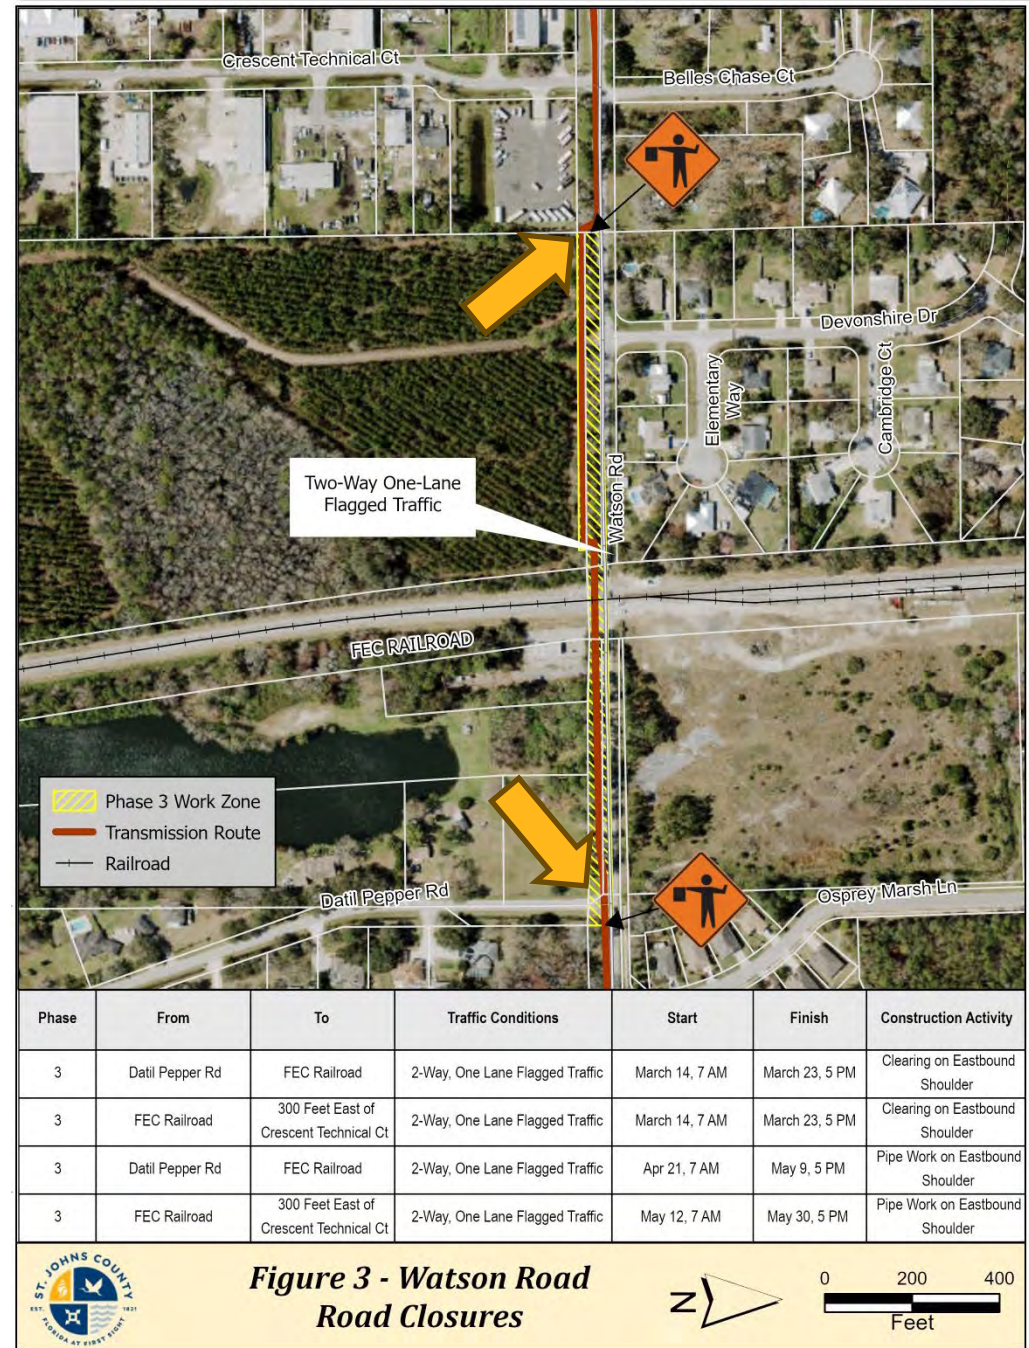 Crescent Technical Ct
Belles Chase Ct
Devonshire Dr
Elementary
Way
Cambridge Ct
Two-Way One-Lane
Flagged Traffic
Watson Rd
FEC RAILROAD
Phase 3 Work Zone
Transmission Route
Railroad
Datil Pepper Rd
Osprey Marsh Ln
Phase From To Traffic Conditions Start Finish Construction Activity
3 Datil Pepper Rd FEC Railroad 2-Way, One Lane Flagged Traffic March 14, 7 AM March 23, 5 PM Clearing on Eastbound
Shoulder
3 FEC Railroad 300 Feet East of
Crescent Technical Ct 2-Way, One Lane Flagged Traffic March 14, 7 AM March 23, 5 PM Clearing on Eastbound
Shoulder
3 Datil Pepper Rd FEC Railroad 2-Way, One Lane Flagged Traffic Apr 21, 7 AM May 9, 5 PM Pipe Work on Eastbound
Shoulder
3 FEC Railroad 300 Feet East of
Crescent Technical Ct 2-Way, One Lane Flagged Traffic May 12, 7 AM May 30, 5 PM Pipe Work on Eastbound
Shoulder
ST. JOHNS COUNTY
EST. 1821
FLORIDA AT FIRST SIGHT
Figure 3 - Watson Road
Road Closures
N
0 200 400
Feet